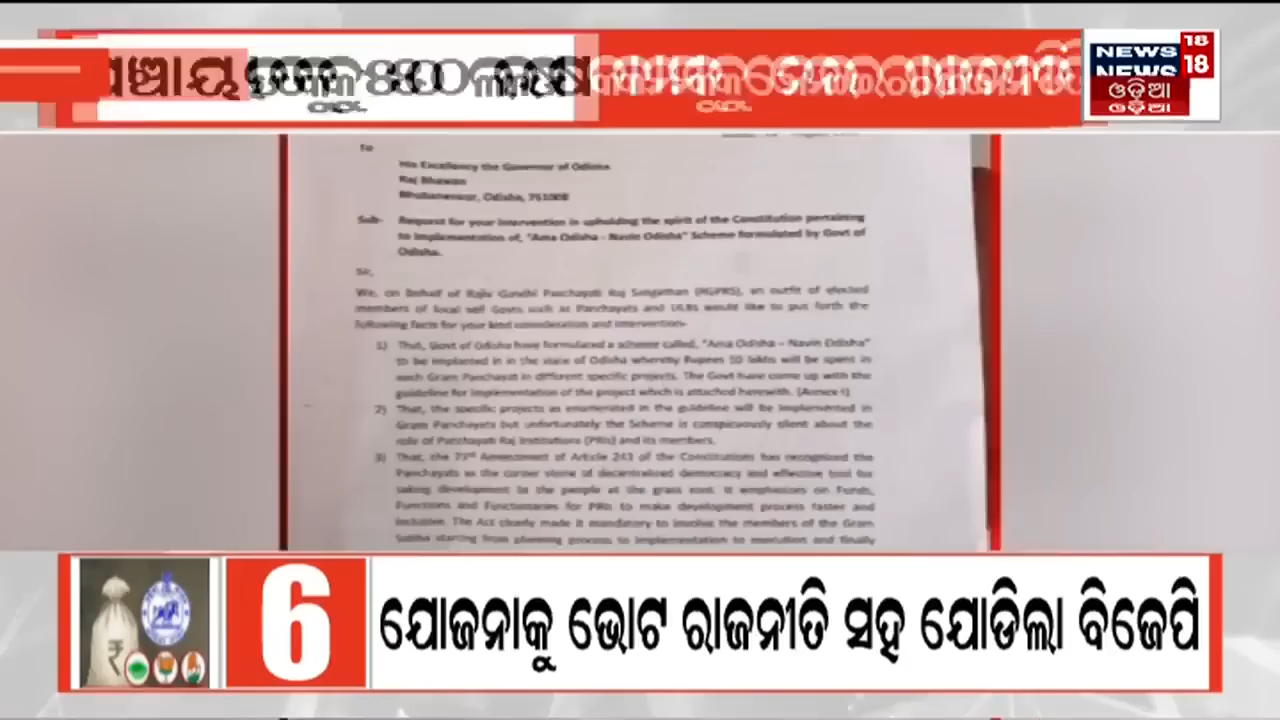 NEWS 18
NEWS 18
ଓଡ଼ିଆ
ଓଡ଼ିଆ
To
His Excellency the Governor of Odisha
Raj Bhawan
Bhubaneswar, Odisha, 751008
Sub- Request for your intervention in upholding the spirit of the Constitution pertaining
to implementation of, "Ama Odisha - Navin Odisha" Scheme formulated by Govt of
Odisha.
Sir,
We, on Behalf of Rajiv Gandhi Panchayati Raj Sangathan (RGPRS), an outfit of elected
members of local self Govts such as Panchayats and ULBs would like to put forth the
following facts for your kind consideration and intervention-
1) That, Govt of Odisha have formulated a scheme called, "Ama Odisha – Navin Odisha"
to be implanted in in the state of Odisha whereby Rupees 50 lakhs will be spent in
each Gram Panchayat in different specific projects. The Govt have come up with the
guideline for implementation of the project which is attached herewith. (Annex-I)
2) That, the specific projects as enumerated in the guideline will be implemented in
Gram Panchayats but unfortunately the Scheme is conspicuously silent about the
role of Panchayati Raj Institutions (PRIs) and its members.
3) That, the 73rd Amendment of Article 243 of the Constitutions has recognized the
Panchayats as the corner stone of decentralized democracy and effective tool for
taking development to the people at the grass root. It emphasizes on Funds,
Functions and Functionaries for PRIs to make development process faster and
inclusive. The Act clearly made it mandatory to involve the members of the Gram
Sabha starting from planning process to implementation to execution and finally
6
ଯୋଜନାକୁ ଭୋଟ ରାଜନୀତି ସହ ଯୋଡିଲା ବିଜେପି